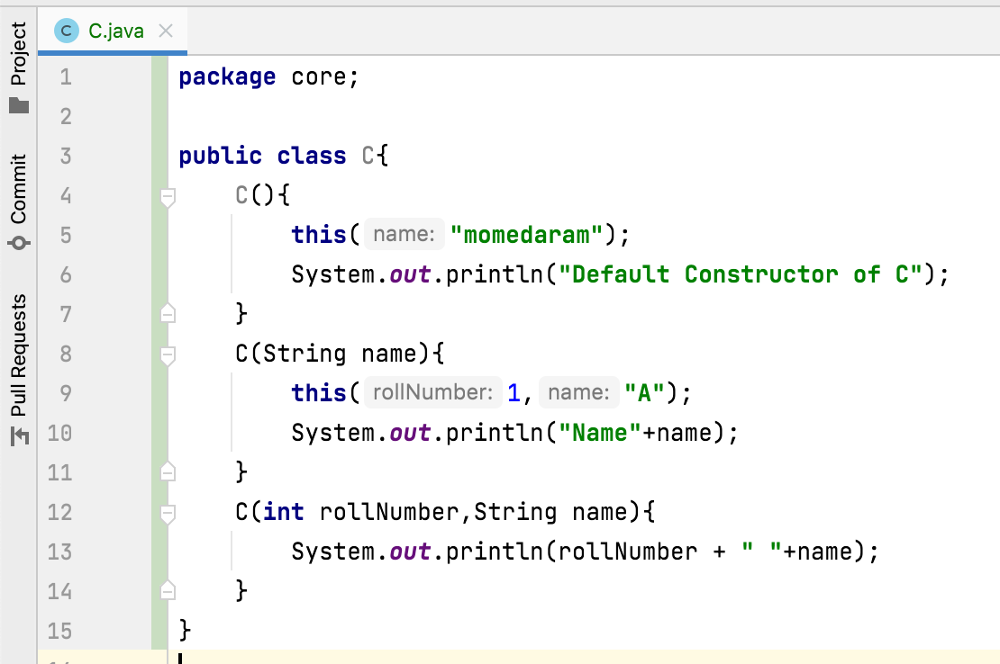 C C.java
Project
Commit
Pull Requests
1 package core;
2
3 public class C{
4 C(){
5 this( name: "momedaram");
6 System.out.println("Default Constructor of C");
7 }
8 C(String name){
9 this( rollNumber: 1, name: "A");
10 System.out.println("Name"+name);
11 }
12 C(int rollNumber,String name){
13 System.out.println(rollNumber + " "+name);
14 }
15 }